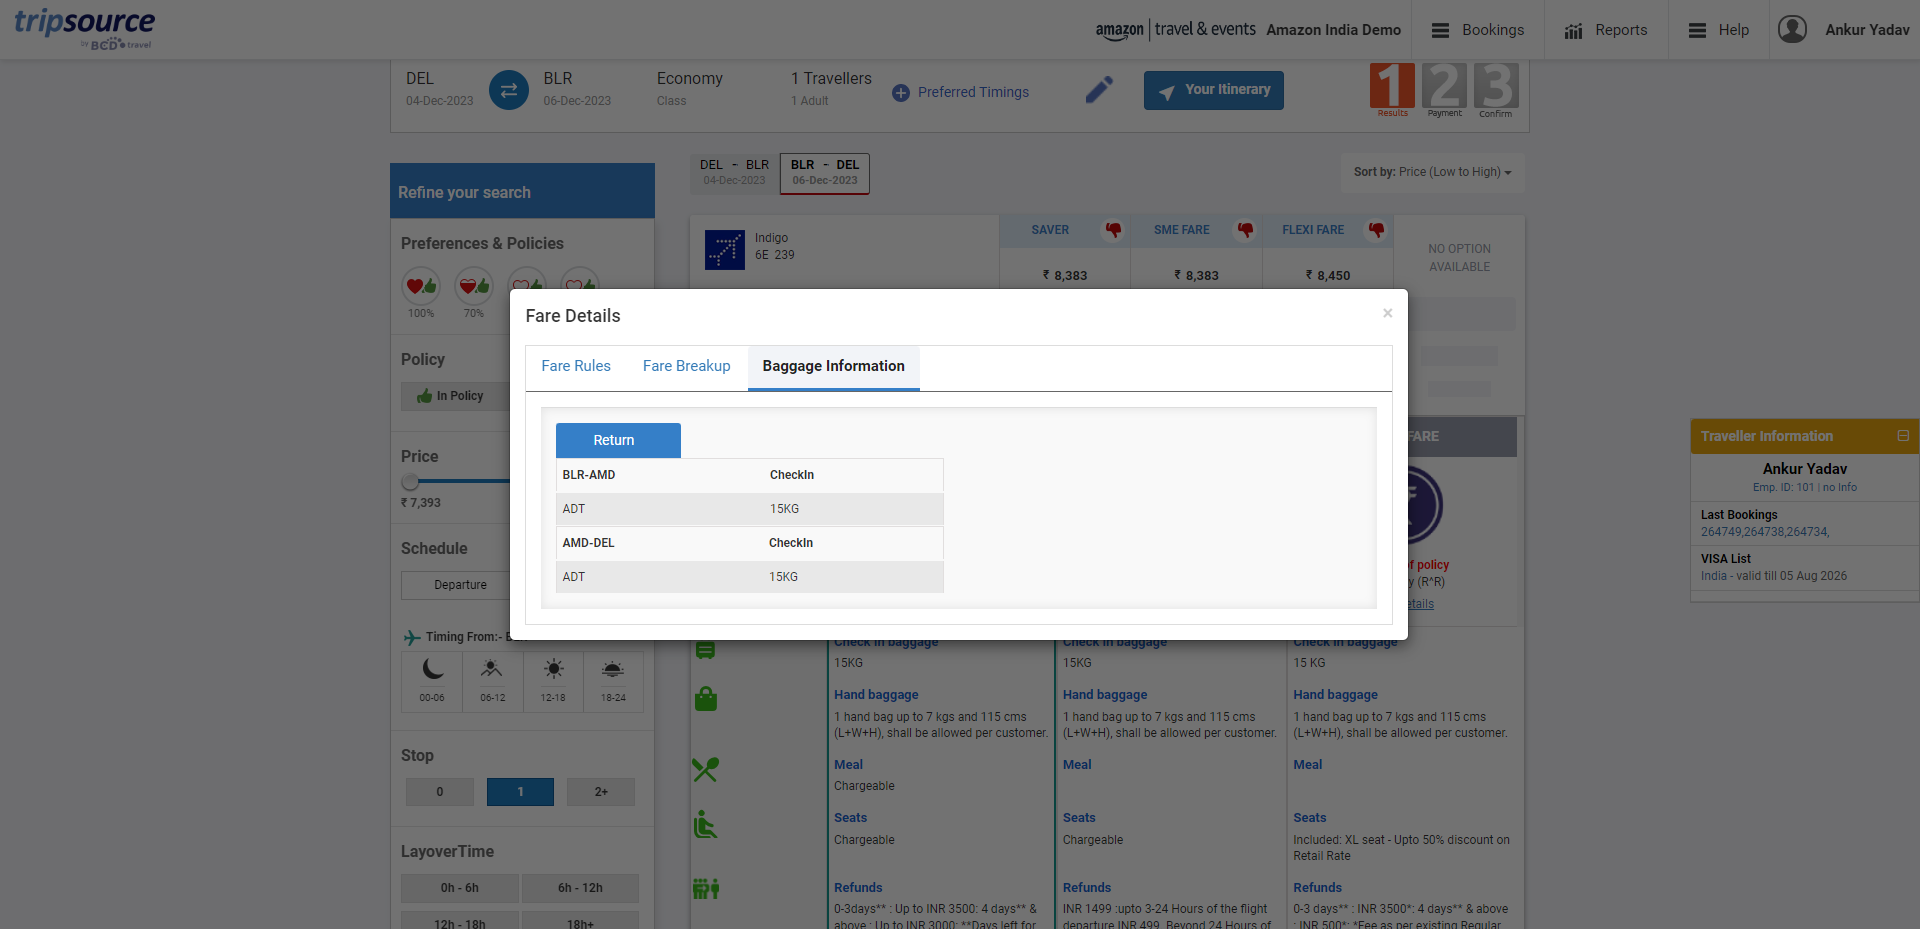 tripsource
by BCD travel
amazon | travel & events Amazon India Demo
Bookings
Reports
Help
Ankur Yadav
DEL
04-Dec-2023
BLR
06-Dec-2023
Economy
Class
1 Travellers
1 Adult
Preferred Timings
Your Itinerary
1 2 3
Results Payment Confirm
DEL - BLR
04-Dec-2023
BLR - DEL
06-Dec-2023
Sort by: Price (Low to High)
Refine your search
Preferences & Policies
100% 70%
Policy
In Policy
Price
₹ 7,393
Schedule
Departure
Timing From:-
00-06 06-12 12-18 18-24
Stop
0 1 2+
LayoverTime
0h - 6h 6h - 12h
12h - 18h 18h+
Indigo
6E 239
SAVER SME FARE FLEXI FARE
₹ 8,383 ₹ 8,383 ₹ 8,450
NO OPTION
AVAILABLE
Fare Details
×
Fare Rules Fare Breakup Baggage Information
Return
BLR-AMD CheckIn
ADT 15KG
AMD-DEL CheckIn
ADT 15KG
FARE
f policy
y (R^R)
etails
Check in baggage Check in baggage Check in baggage
15KG 15KG 15 KG
Hand baggage Hand baggage Hand baggage
1 hand bag up to 7 kgs and 115 cms 1 hand bag up to 7 kgs and 115 cms 1 hand bag up to 7 kgs and 115 cms
(L+W+H), shall be allowed per customer. (L+W+H), shall be allowed per customer. (L+W+H), shall be allowed per customer.
Meal Meal Meal
Chargeable
Seats Seats Seats
Chargeable Chargeable Included: XL seat - Upto 50% discount on
Retail Rate
Refunds Refunds Refunds
0-3days** : Up to INR 3500: 4 days** & INR 1499 :upto 3-24 Hours of the flight 0-3 days** : INR 3500*: 4 days** & above
above : Up to INR 3000: **Days left for departure INR 499, Beyond 24 Hours of : INR 500*: *Fee as per existing Regular
Traveller Information
Ankur Yadav
Emp. ID: 101 | no Info
Last Bookings
264749,264738,264734,
VISA List
India - valid till 05 Aug 2026